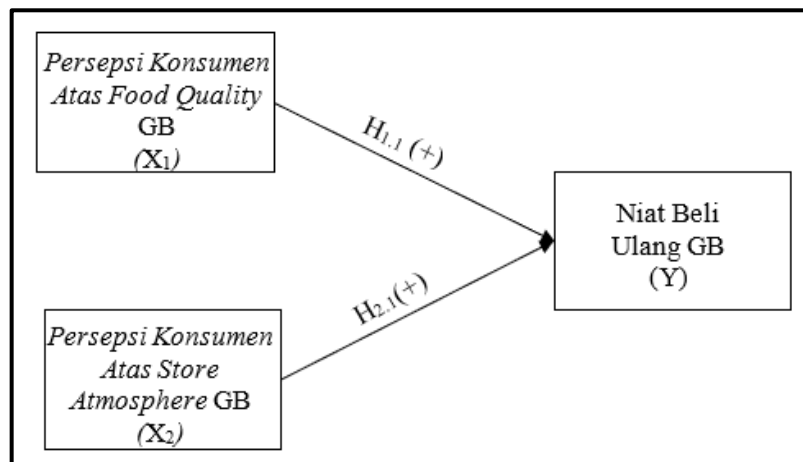 Persepsi Konsumen
Atas Food Quality
GB
(X₁)
H₁.₁ (+)
Niat Beli
Ulang GB
(Y)
H₂.₁(+)
Persepsi Konsumen
Atas Store
Atmosphere GB
(X₂)